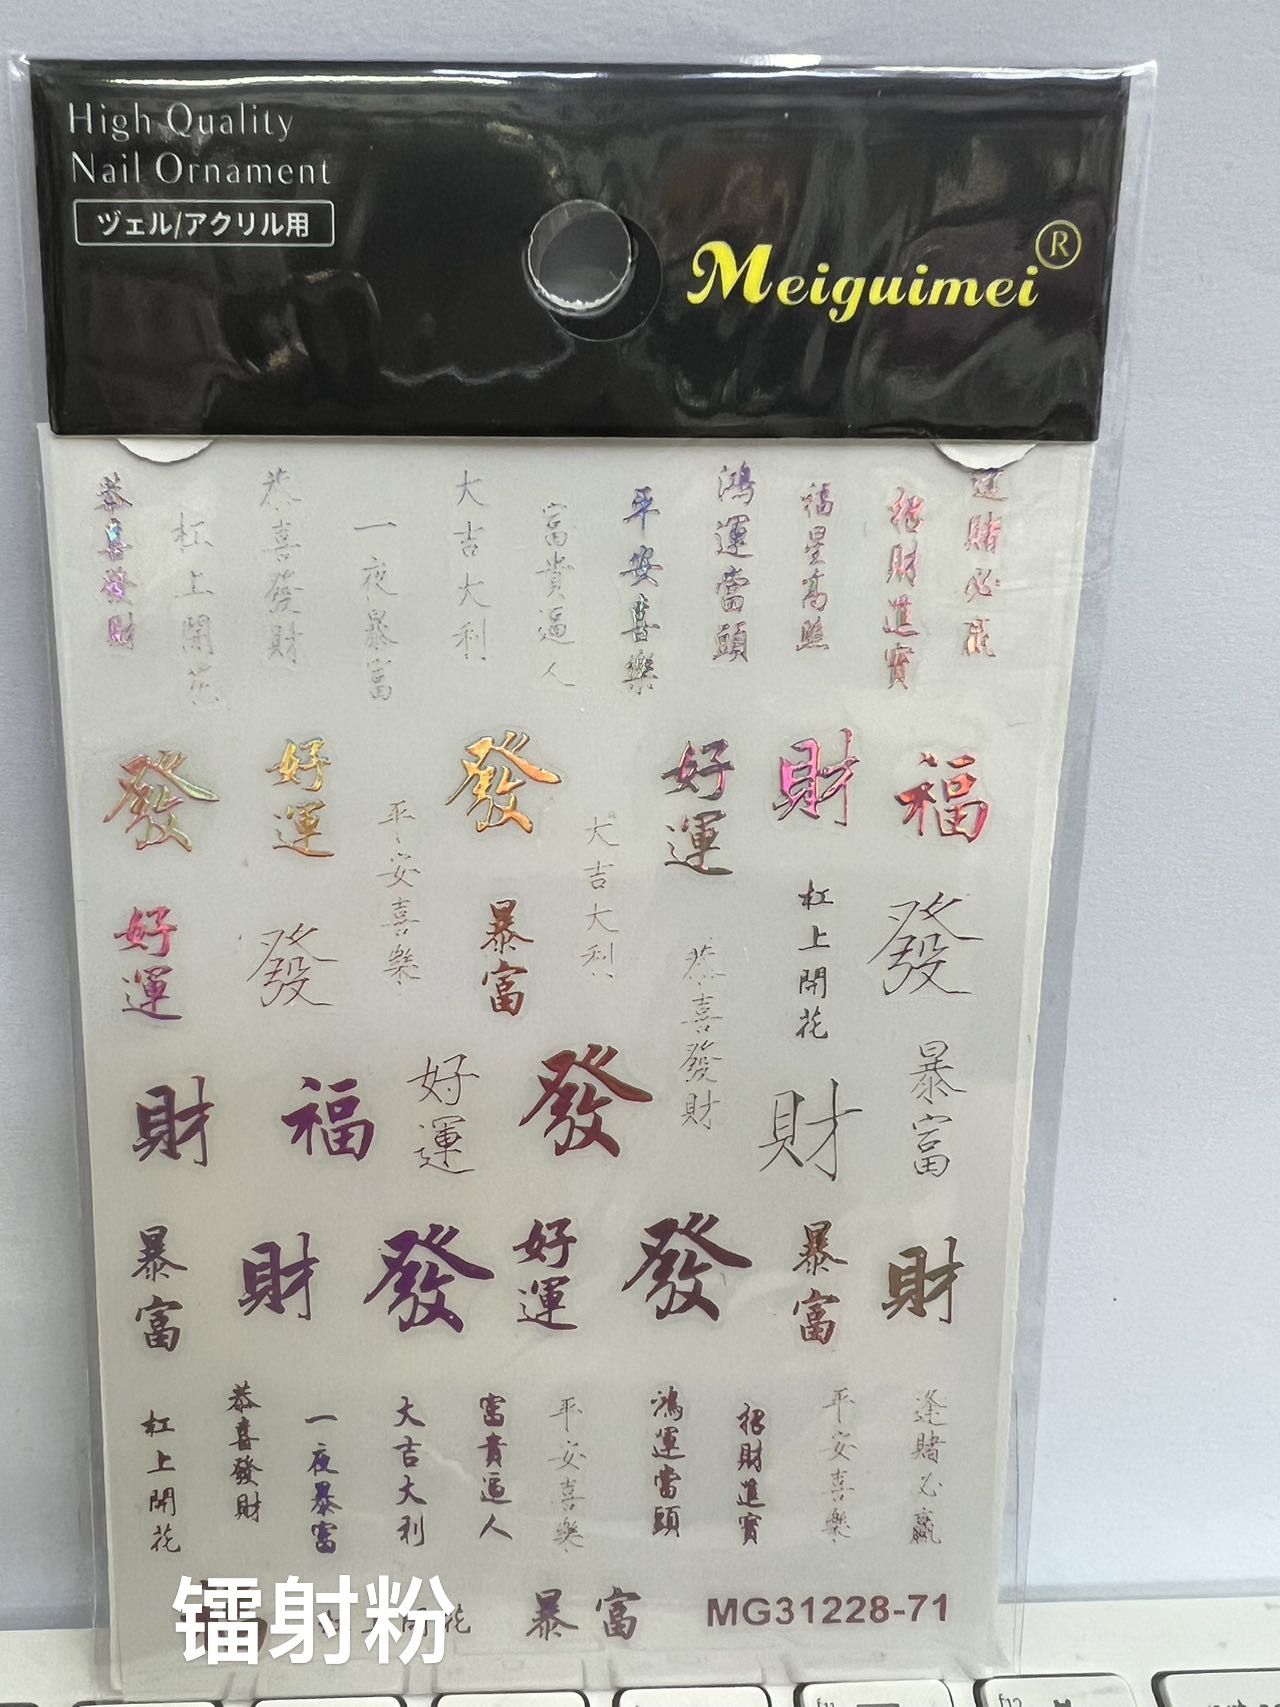 High Quality
Nail Ornament
ヅェル/アクリル用
Meiguimei®
恭喜發財
杠上開花
恭喜發財
一夜暴富
大吉大利
富貴逼人
平安喜樂
鴻運當頭
福星高照
招財進寶
逢賭必贏
發
好運
平安喜樂
發
大吉大利
好運
財
福
好運
發
暴富
恭喜發財
杠上開花
發
財
福
好運
發
財
暴富
暴富
財
發
好運
發
暴富
財
杠上開花
恭喜發財
一夜暴富
大吉大利
富貴逼人
平安喜樂
鴻運當頭
招財進寶
平安喜樂
逢賭必贏
暴富
MG31228-71
镭射粉